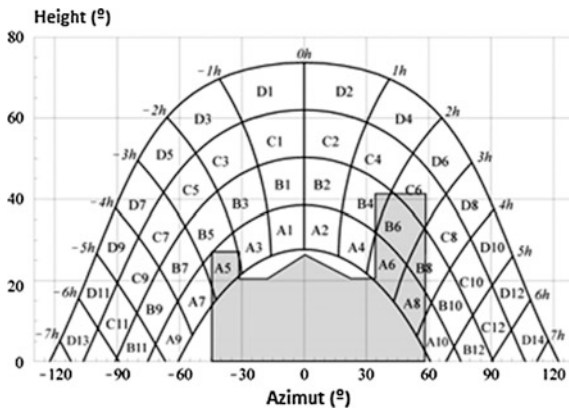 Height (º)
80
60
40
20
0
0h
-1h
1h
-2h
2h
-3h
3h
-4h
4h
-5h
5h
-6h
6h
-7h
7h
D1
D2
D3
D4
C1
C2
D5
C3
C4
D6
C5
B1
B2
C6
D7
B3
B4
D8
C7
B5
A1
A2
B6
C8
D9
A3
A4
D10
B7
A5
A6
B8
C9
C10
D11
A7
A8
D12
B9
B10
C11
C12
D13
B11
A9
A10
B12
D14
-120
-90
-60
-30
0
30
60
90
120
Azimut (º)